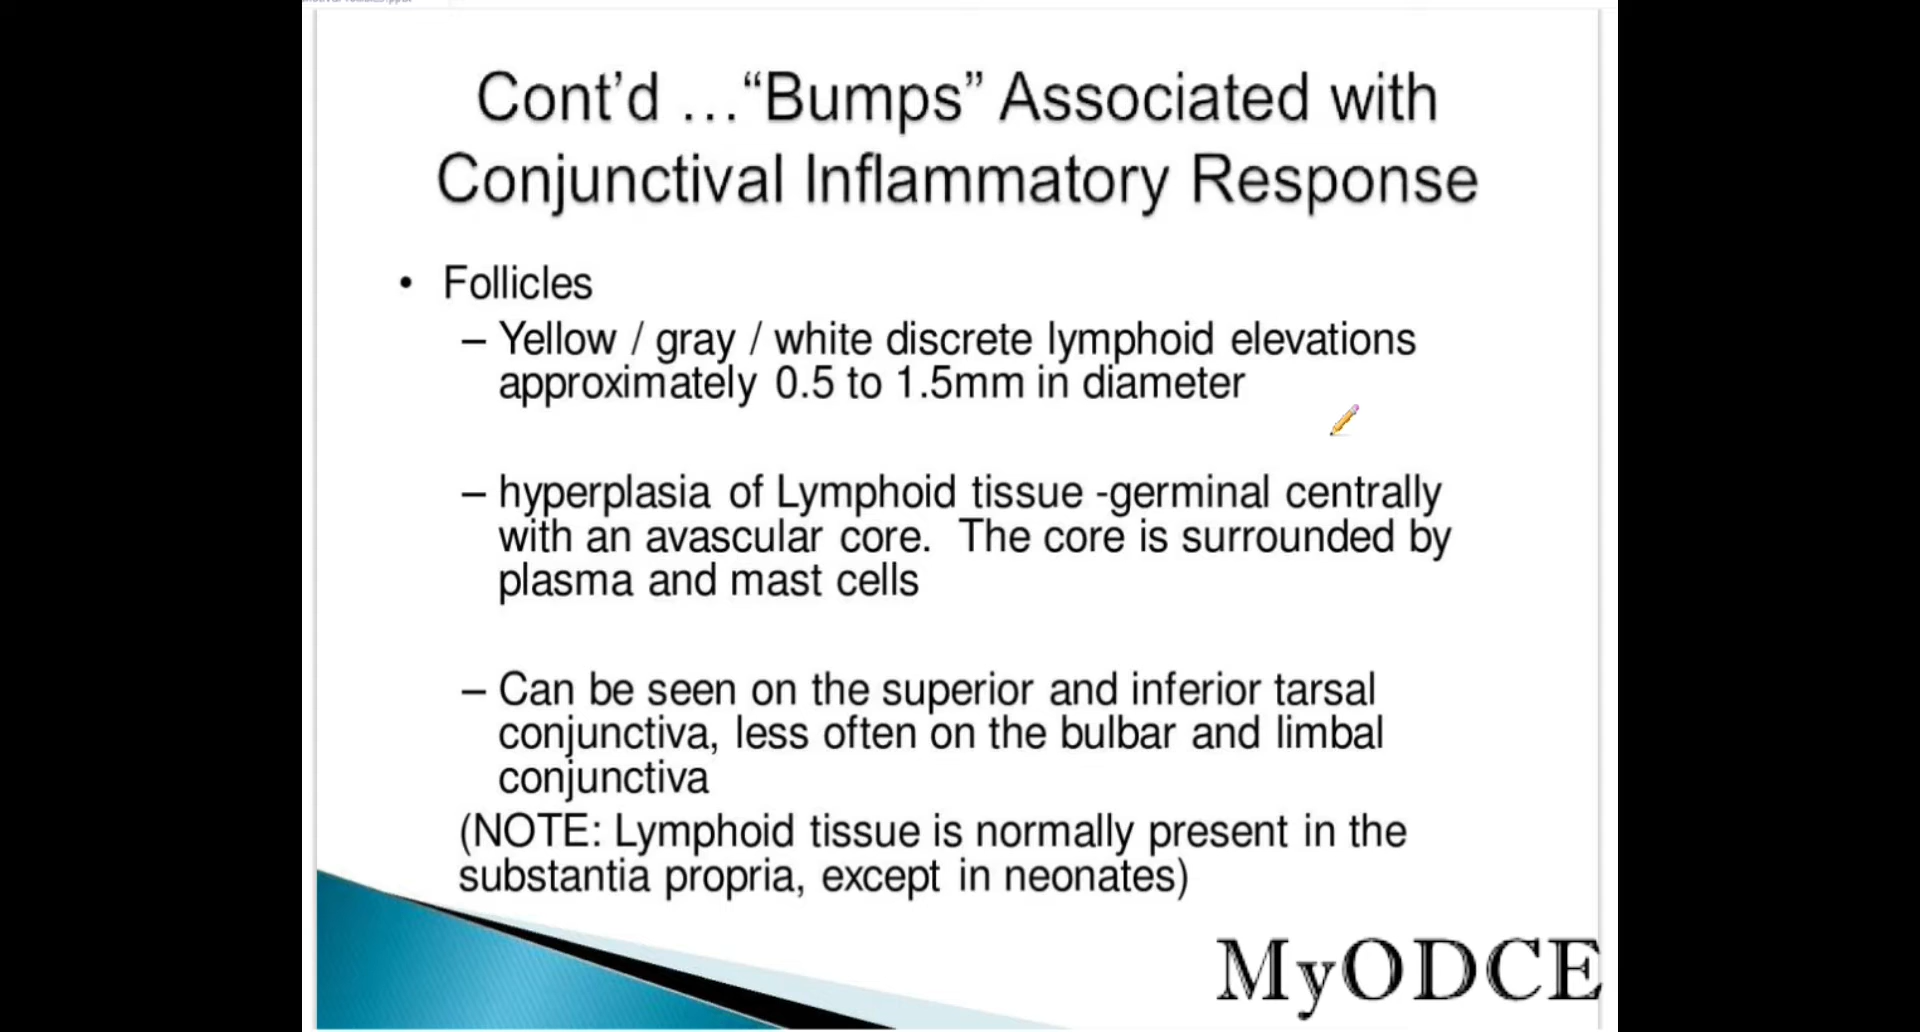 Cont’d …“Bumps” Associated with
Conjunctival Inflammatory Response
• Follicles
– Yellow / gray / white discrete lymphoid elevations
approximately 0.5 to 1.5mm in diameter
– hyperplasia of Lymphoid tissue -germinal centrally
with an avascular core. The core is surrounded by
plasma and mast cells
– Can be seen on the superior and inferior tarsal
conjunctiva, less often on the bulbar and limbal
conjunctiva
(NOTE: Lymphoid tissue is normally present in the
substantia propria, except in neonates)
MyODCE